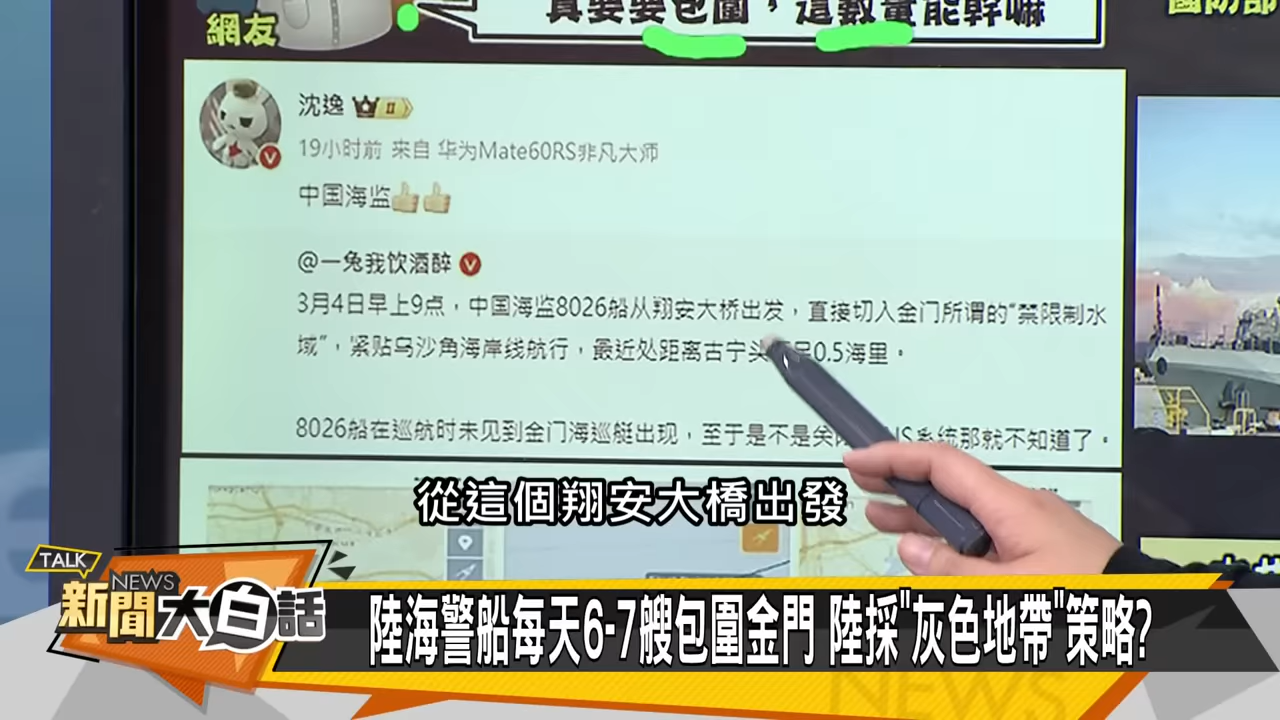 網友
真要要包圍，這數量能幹嘛
國防部
沈逸 II
19小时前 来自 华为Mate60RS非凡大师
中国海监
@一兔我饮酒醉
3月4日早上9点，中国海监8026船从翔安大桥出发，直接切入金门所谓的"禁限制水
域"，紧贴乌沙角海岸线航行，最近处距离古宁头 0.5海里。
8026船在巡航时未见到金门海巡艇出现，至于是不是关 系统那就不知道了。
從這個翔安大橋出發
TALK
NEWS
新聞大白話
陸海警船每天6-7艘包圍金門 陸採"灰色地帶"策略?
NEWS